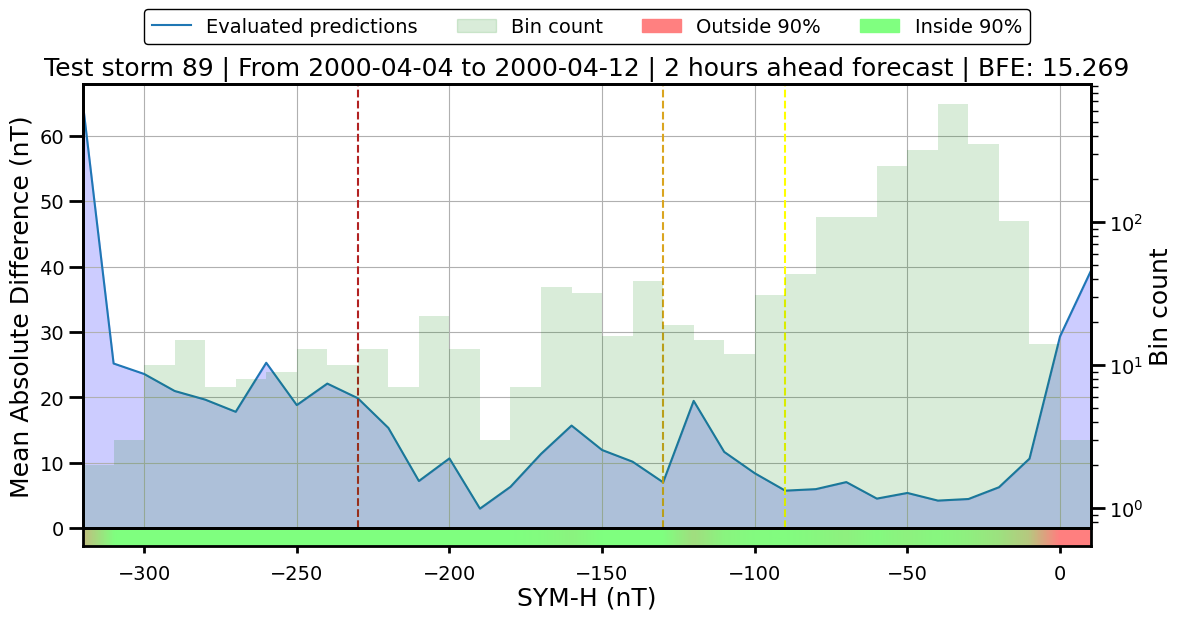 Evaluated predictions Bin count Outside 90% Inside 90%
Test storm 89 | From 2000-04-04 to 2000-04-12 | 2 hours ahead forecast | BFE: 15.269
Mean Absolute Difference (nT)
60
50
40
30
20
10
0
10²
10¹
10⁰
Bin count
−300 −250 −200 −150 −100 −50 0
SYM-H (nT)